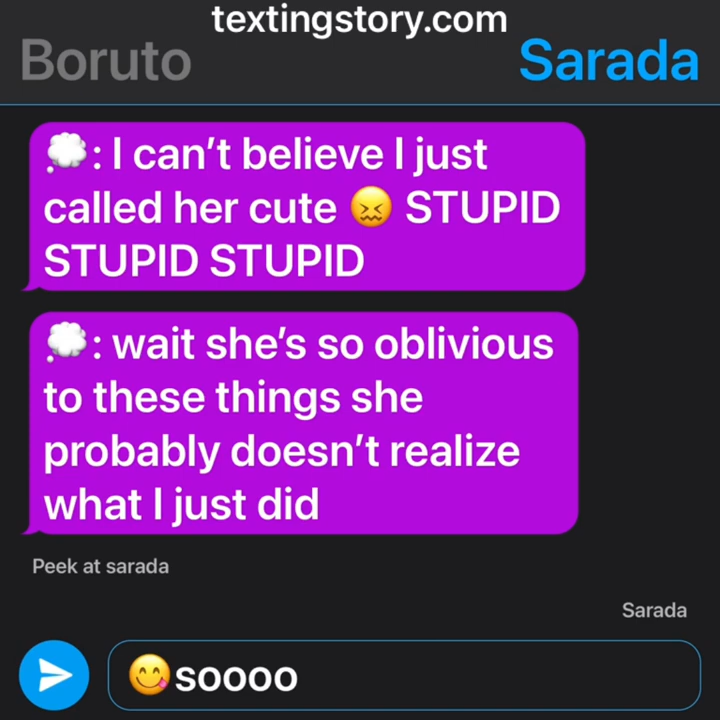 textingstory.com
Boruto
Sarada
💭: I can’t believe I just
called her cute 😖 STUPID
STUPID STUPID
💭: wait she’s so oblivious
to these things she
probably doesn’t realize
what I just did
Peek at sarada
Sarada
😋soooo